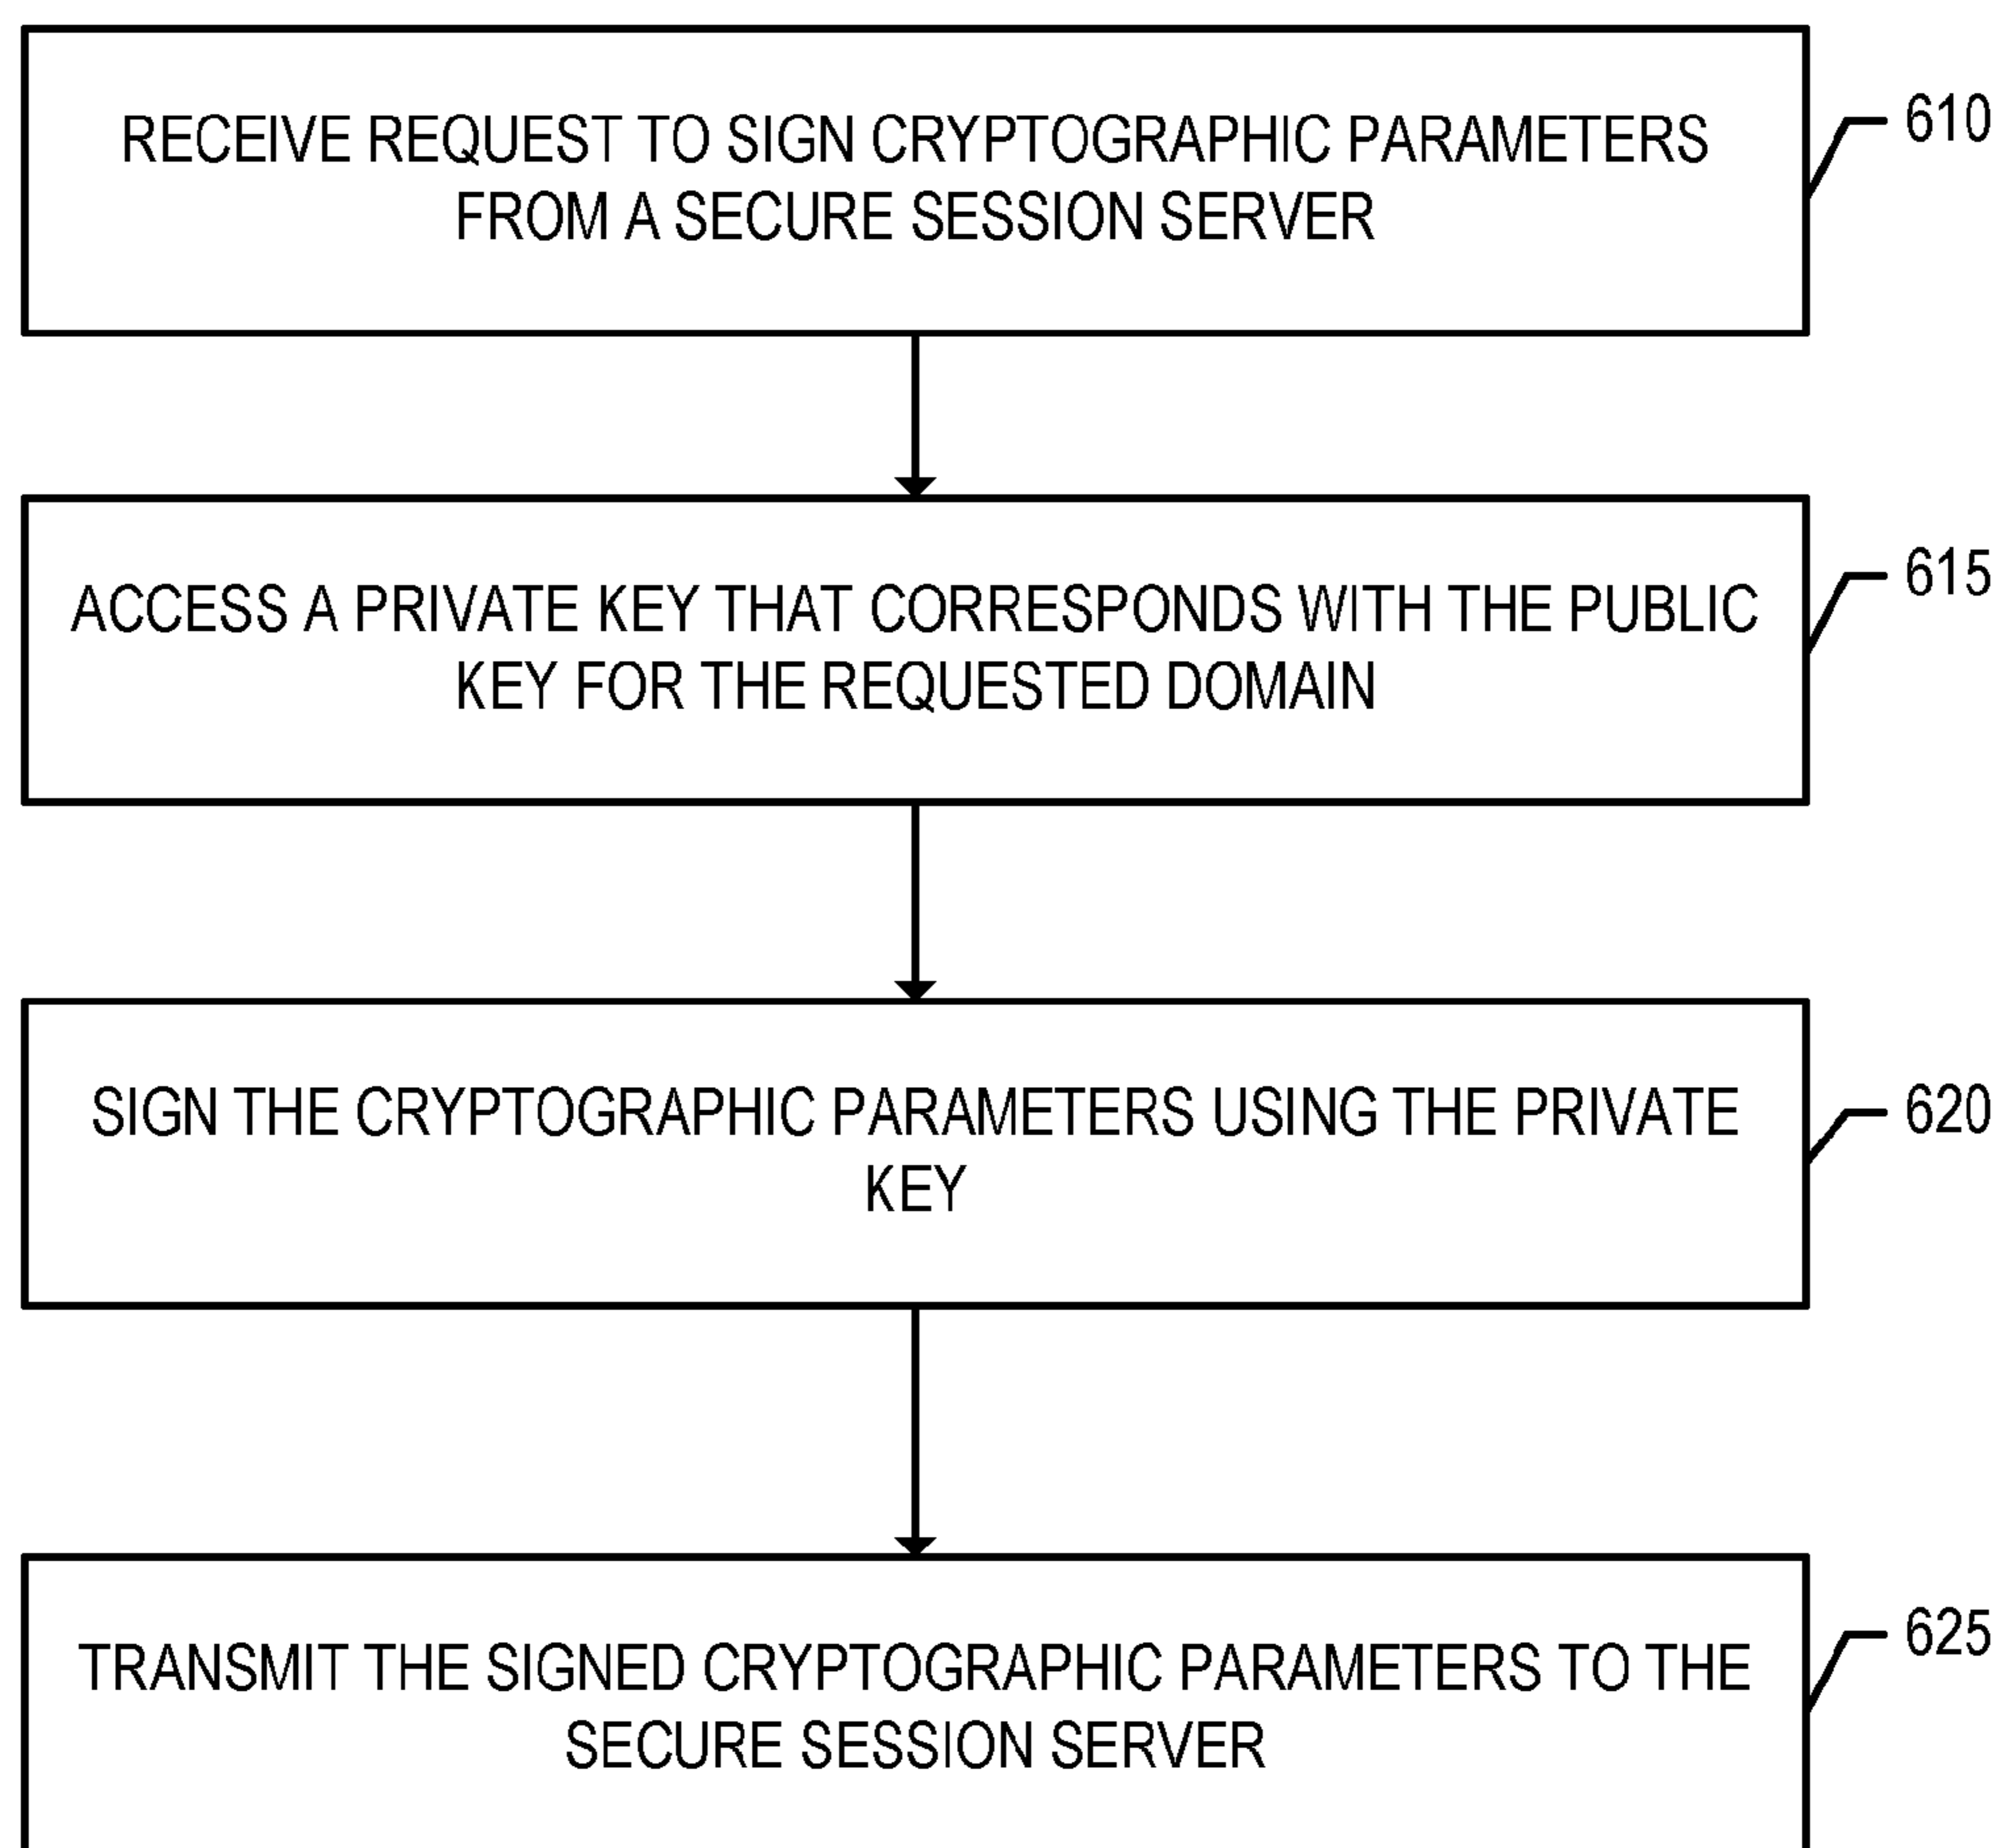 RECEIVE REQUEST TO SIGN CRYPTOGRAPHIC PARAMETERS
FROM A SECURE SESSION SERVER
610
ACCESS A PRIVATE KEY THAT CORRESPONDS WITH THE PUBLIC
KEY FOR THE REQUESTED DOMAIN
615
SIGN THE CRYPTOGRAPHIC PARAMETERS USING THE PRIVATE
KEY
620
TRANSMIT THE SIGNED CRYPTOGRAPHIC PARAMETERS TO THE
SECURE SESSION SERVER
625